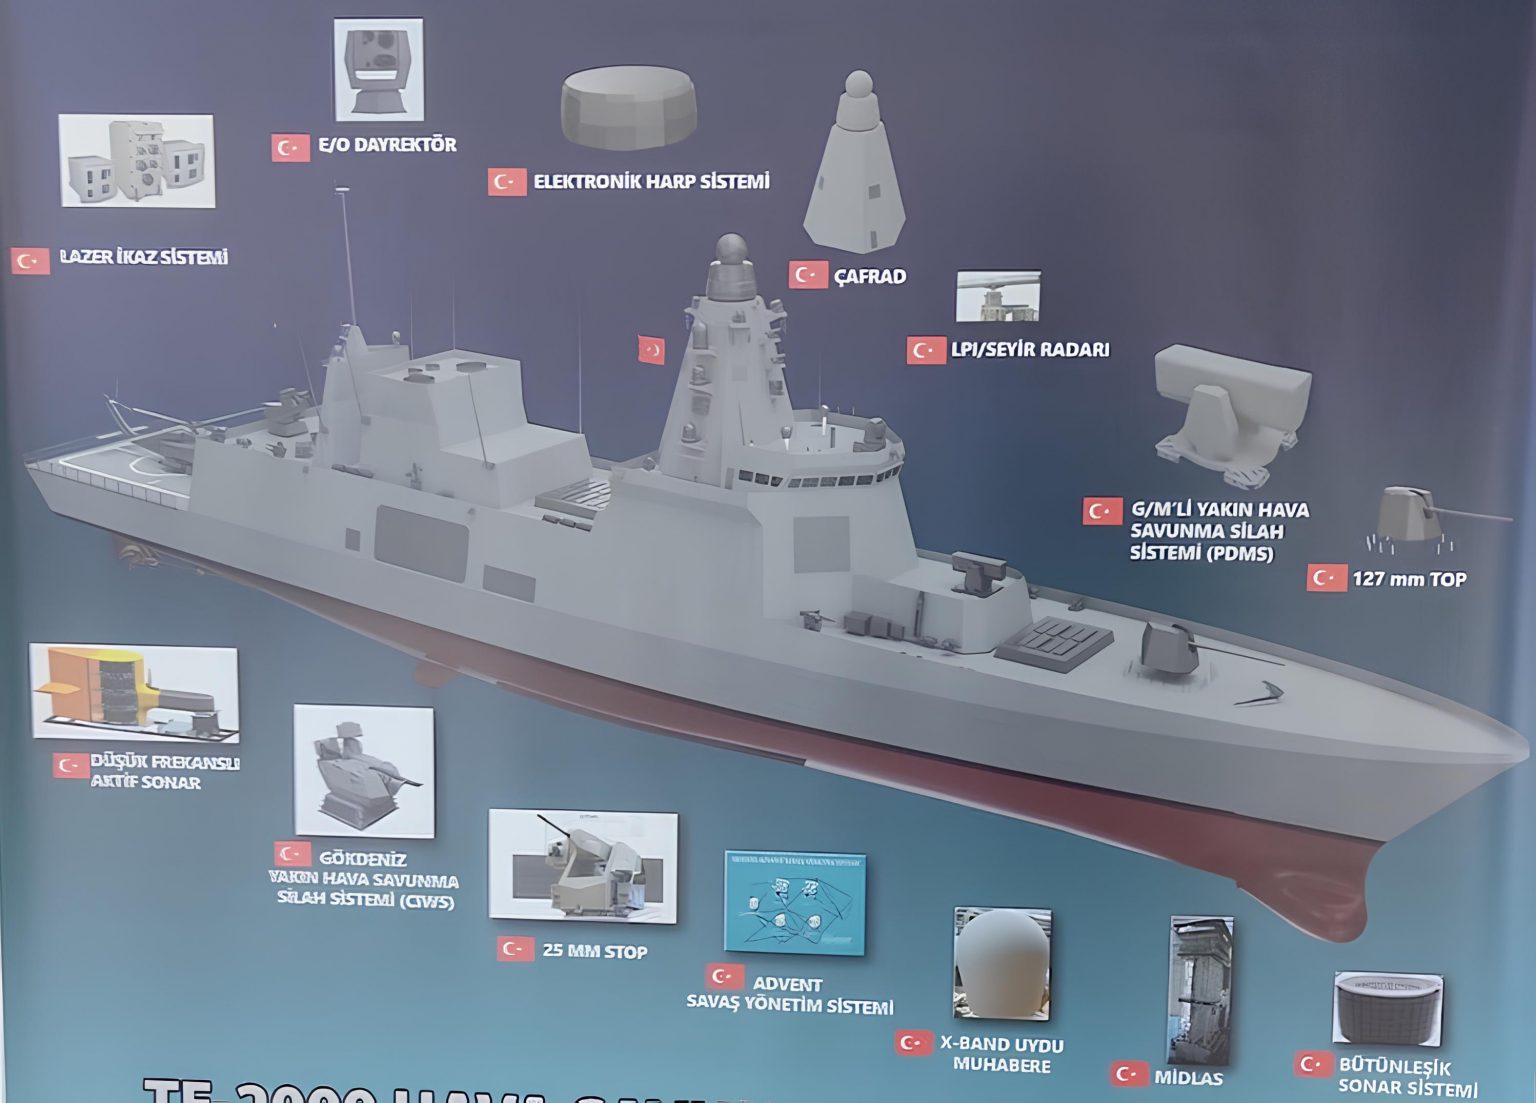 E/O DAYREKTÖR
ELEKTRONİK HARP SİSTEMİ
LAZER İKAZ SİSTEMİ
ÇAFRAD
LPI/SEYİR RADARI
G/M'Lİ YAKIN HAVA
SAVUNMA SİLAH
SİSTEMİ (PDMS)
127 mm TOP
DÜŞÜK FREKANSLI
AKTİF SONAR
GÖKDENİZ
YAKIN HAVA SAVUNMA
SİLAH SİSTEMİ (CIWS)
25 MM STOP
ADVENT
SAVAŞ YÖNETİM SİSTEMİ
X-BAND UYDU
MUHABERE
MİDLAS
BÜTÜNLEŞİK
SONAR SİSTEMİ
TF-2000 HAVA